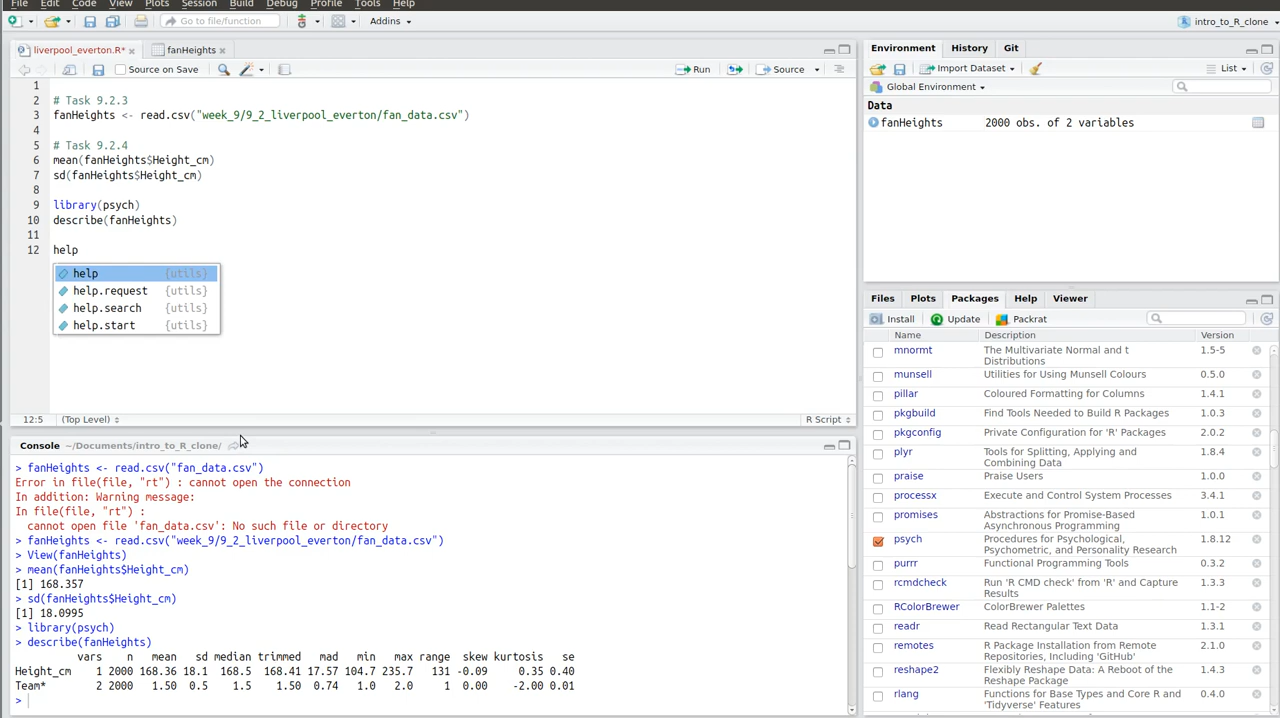 File Edit Code View Plots Session Build Debug Profile Tools Help
Go to file/function Addins intro_to_R_clone
liverpool_everton.R* fanHeights
Source on Save Run Source
1
2 # Task 9.2.3
3 fanHeights <- read.csv("week_9/9_2_liverpool_everton/fan_data.csv")
4
5 # Task 9.2.4
6 mean(fanHeights$Height_cm)
7 sd(fanHeights$Height_cm)
8
9 library(psych)
10 describe(fanHeights)
11
12 help
help {utils}
help.request {utils}
help.search {utils}
help.start {utils}
12:5 (Top Level) R Script
Console ~/Documents/intro_to_R_clone/
> fanHeights <- read.csv("fan_data.csv")
Error in file(file, "rt") : cannot open the connection
In addition: Warning message:
In file(file, "rt") :
cannot open file 'fan_data.csv': No such file or directory
> fanHeights <- read.csv("week_9/9_2_liverpool_everton/fan_data.csv")
> View(fanHeights)
> mean(fanHeights$Height_cm)
[1] 168.357
> sd(fanHeights$Height_cm)
[1] 18.0995
> library(psych)
> describe(fanHeights)
vars n mean sd median trimmed mad min max range skew kurtosis se
Height_cm 1 2000 168.36 18.1 168.5 168.41 17.57 104.7 235.7 131 -0.09 0.35 0.40
Team* 2 2000 1.50 0.5 1.5 1.50 0.74 1.0 2.0 1 0.00 -2.00 0.01
>
Environment History Git
Import Dataset List
Global Environment
Data
fanHeights 2000 obs. of 2 variables
Files Plots Packages Help Viewer
Install Update Packrat
Name Description Version
mnormt The Multivariate Normal and t 1.5-5
Distributions
munsell Utilities for Using Munsell Colours 0.5.0
pillar Coloured Formatting for Columns 1.4.1
pkgbuild Find Tools Needed to Build R Packages 1.0.3
pkgconfig Private Configuration for 'R' Packages 2.0.2
plyr Tools for Splitting, Applying and 1.8.4
Combining Data
praise Praise Users 1.0.0
processx Execute and Control System Processes 3.4.1
promises Abstractions for Promise-Based 1.0.1
Asynchronous Programming
psych Procedures for Psychological, 1.8.12
Psychometric, and Personality Research
purrr Functional Programming Tools 0.3.2
rcmdcheck Run 'R CMD check' from 'R' and Capture 1.3.3
Results
RColorBrewer ColorBrewer Palettes 1.1-2
readr Read Rectangular Text Data 1.3.1
remotes R Package Installation from Remote 2.1.0
Repositories, Including 'GitHub'
reshape2 Flexibly Reshape Data: A Reboot of the 1.4.3
Reshape Package
rlang Functions for Base Types and Core R and 0.4.0
'Tidyverse' Features